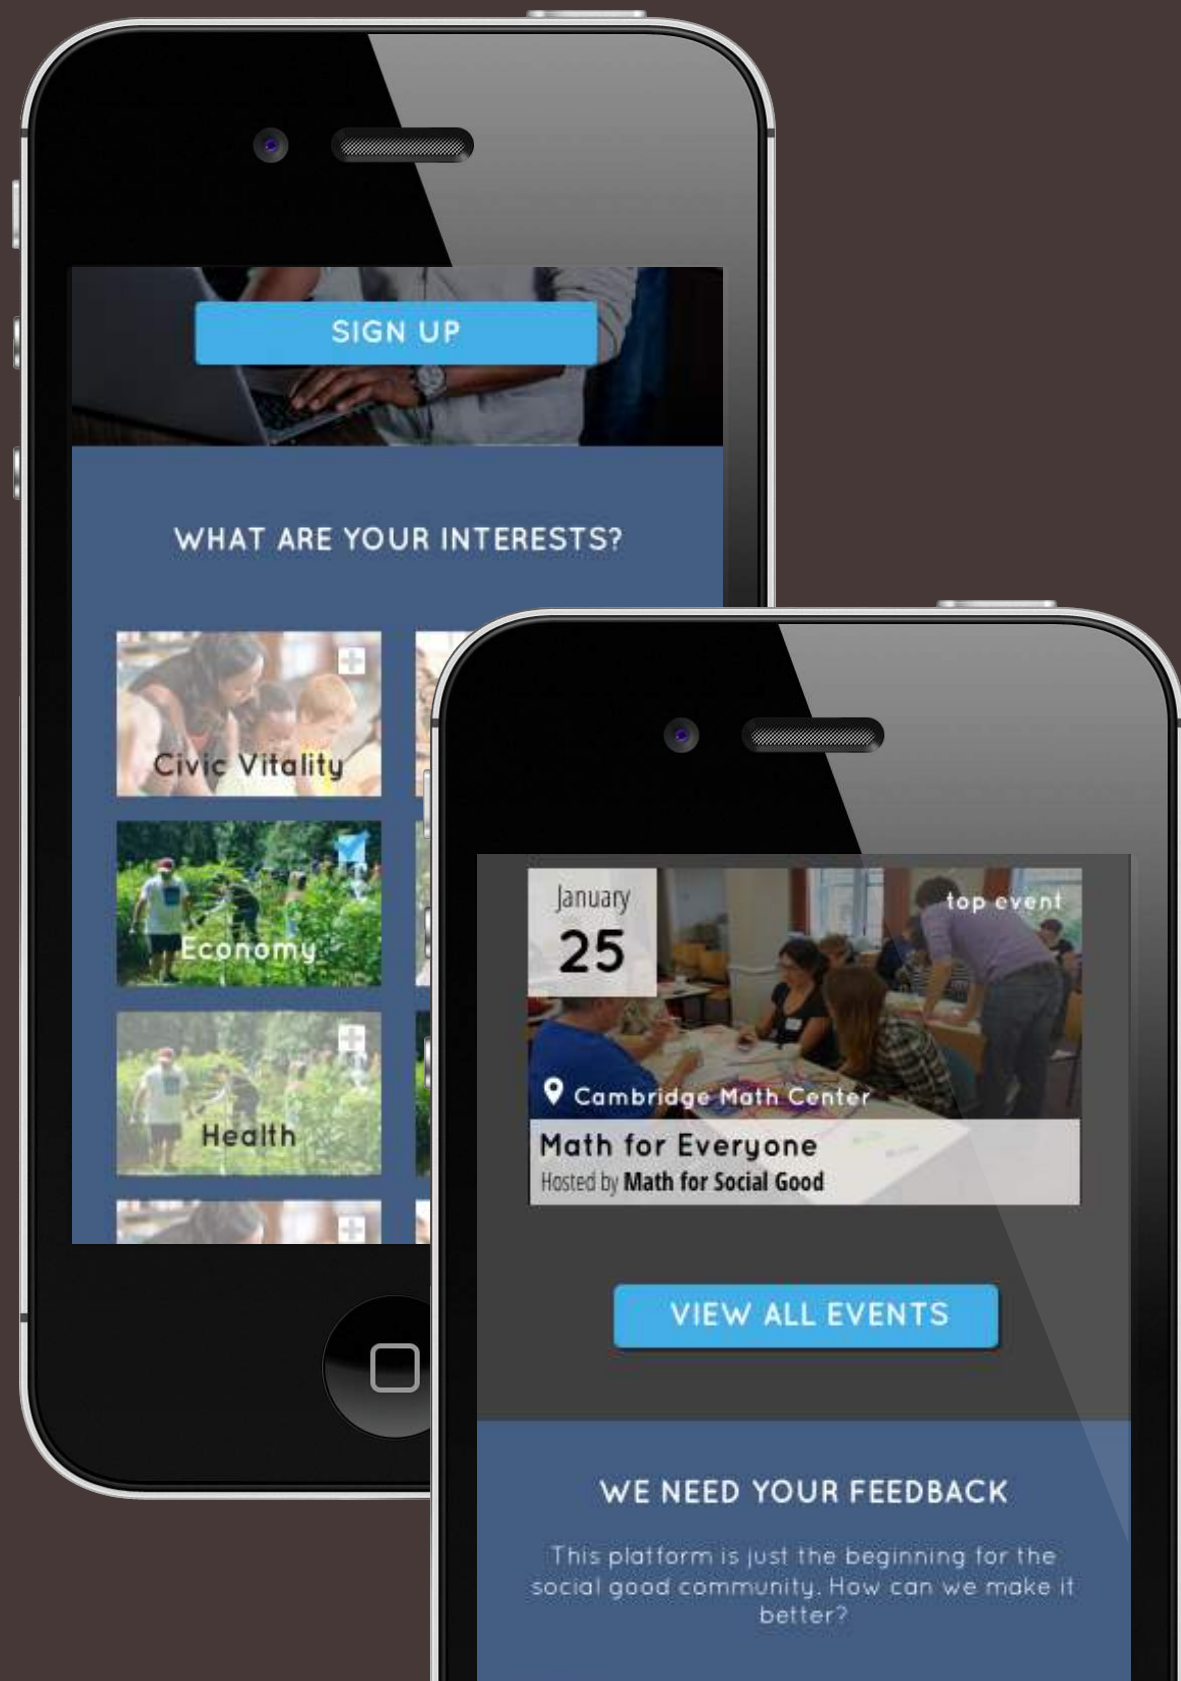 SIGN UP
WHAT ARE YOUR INTERESTS?
Civic Vitality
Economy
Health
January
25
top event
Cambridge Math Center
Math for Everyone
Hosted by Math for Social Good
VIEW ALL EVENTS
WE NEED YOUR FEEDBACK
This platform is just the beginning for the
social good community. How can we make it
better?